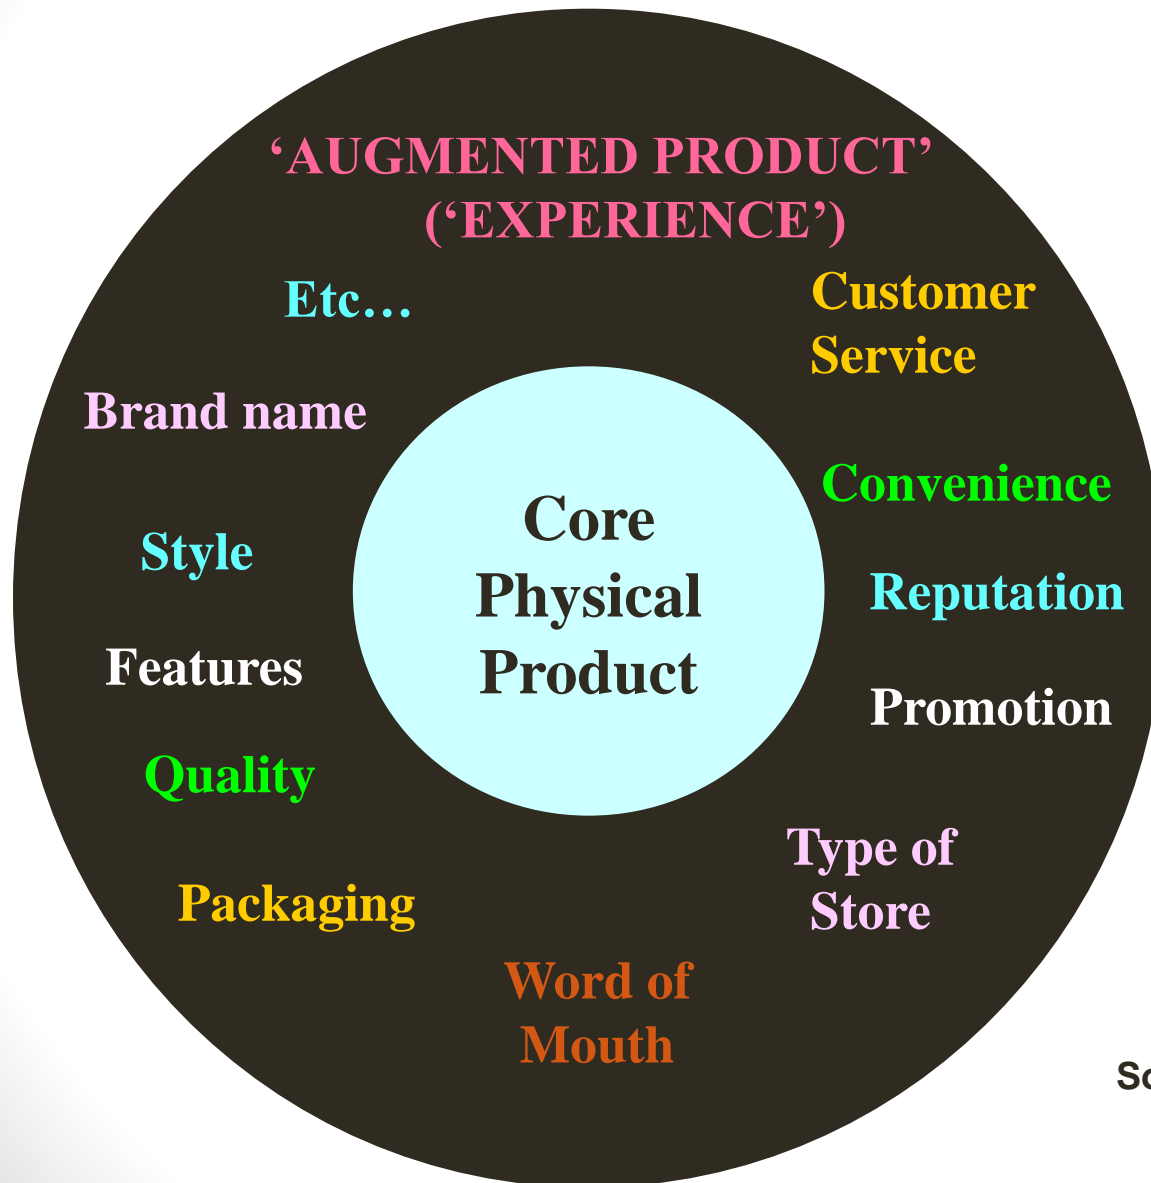 ‘AUGMENTED PRODUCT’
(‘EXPERIENCE’)
Etc…
Customer
Service
Brand name
Convenience
Core
Physical
Product
Style
Reputation
Features
Promotion
Quality
Type of
Store
Packaging
Word of
Mouth